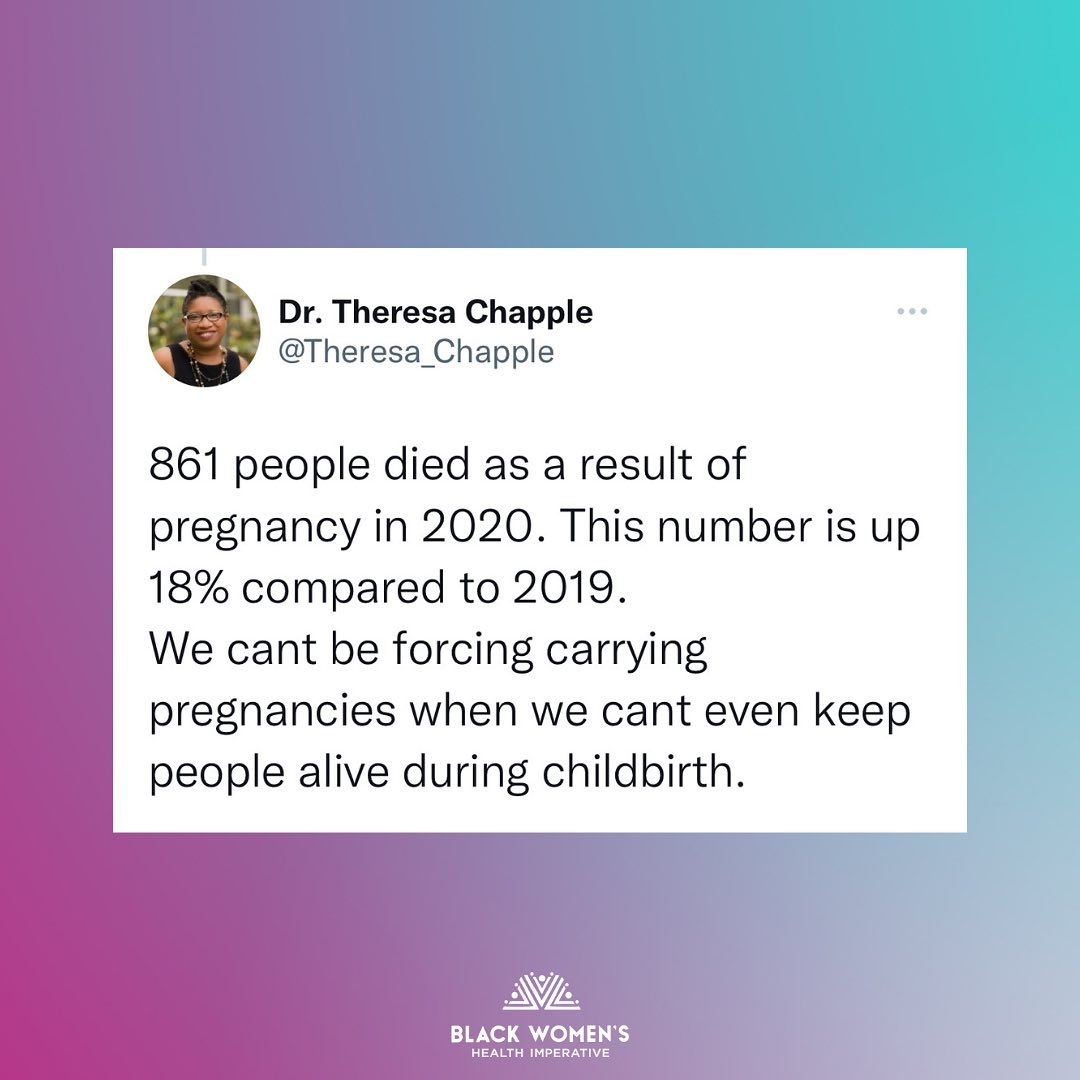 Dr. Theresa Chapple
@Theresa_Chapple
861 people died as a result of
pregnancy in 2020. This number is up
18% compared to 2019.
We cant be forcing carrying
pregnancies when we cant even keep
people alive during childbirth.
BLACK WOMEN'S
HEALTH IMPERATIVE